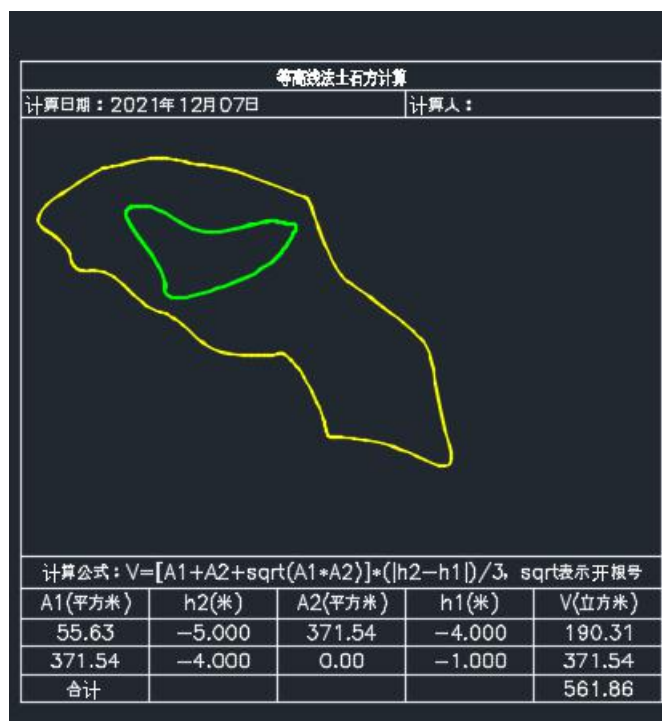 等高线法土石方计算
计算日期：2021年12月07日 计算人：
计算公式：V=[A1+A2+sqrt(A1*A2)]*(|h2-h1|)/3, sqrt表示开根号
A1(平方米) h2(米) A2(平方米) h1(米) V(立方米)
55.63 -5.000 371.54 -4.000 190.31
371.54 -4.000 0.00 -1.000 371.54
合计 561.86